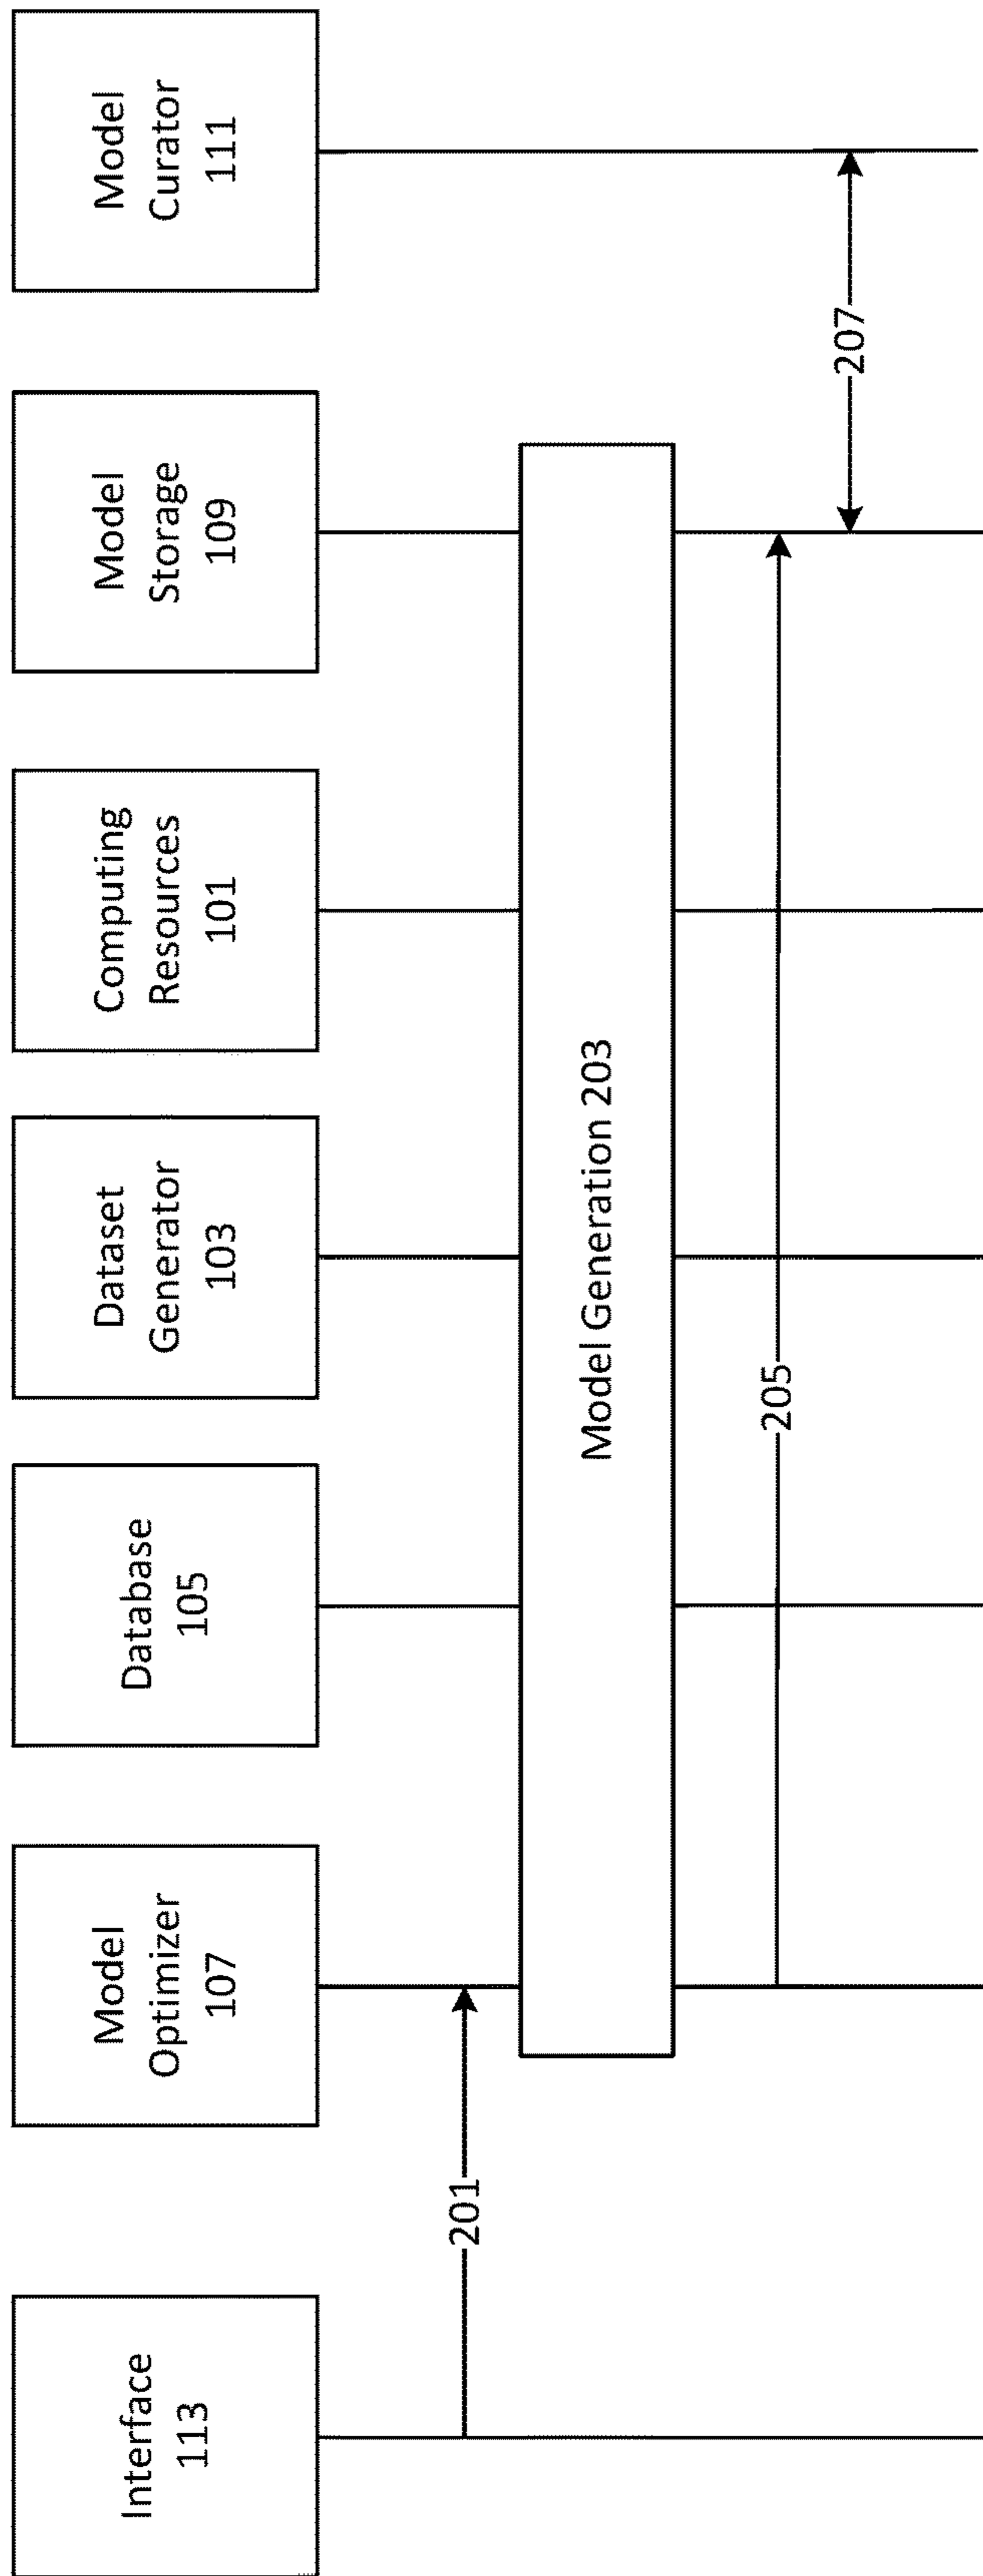 Interface
113
Model
Optimizer
107
Database
105
Dataset
Generator
103
Computing
Resources
101
Model
Storage
109
Model
Curator
111
201
Model Generation 203
205
207